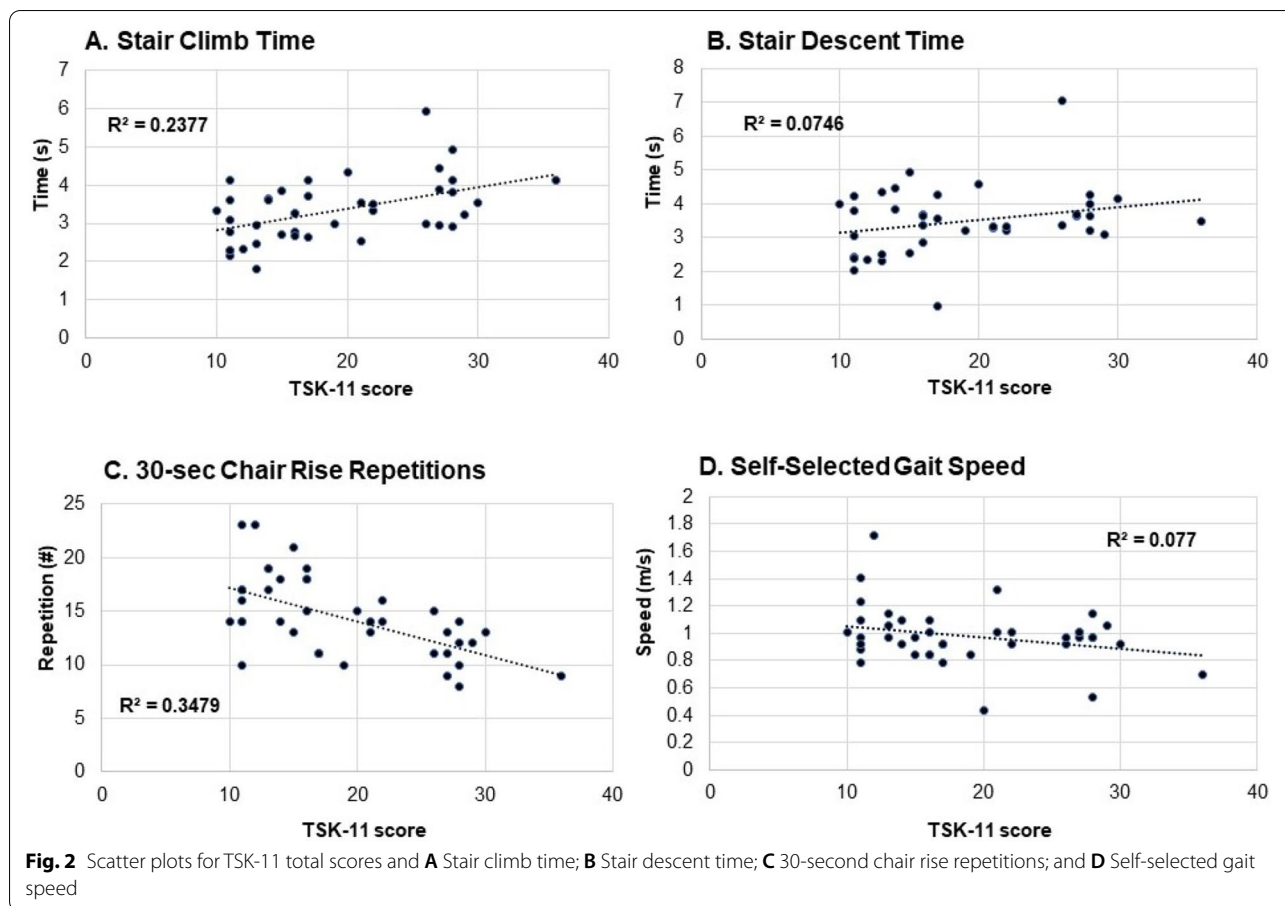 A. Stair Climb Time
7
6
5
4
3
2
1
0
Time (s)
R² = 0.2377
0 10 20 30 40
TSK-11 score
B. Stair Descent Time
8
7
6
5
4
3
2
1
0
Time (s)
R² = 0.0746
0 10 20 30 40
TSK-11 score
C. 30-sec Chair Rise Repetitions
25
20
15
10
5
0
Repetition (#)
R² = 0.3479
0 10 20 30 40
TSK-11 score
D. Self-Selected Gait Speed
2
1.8
1.6
1.4
1.2
1
0.8
0.6
0.4
0.2
0
Speed (m/s)
R² = 0.077
0 10 20 30 40
TSK-11 score
Fig. 2 Scatter plots for TSK-11 total scores and A Stair climb time; B Stair descent time; C 30-second chair rise repetitions; and D Self-selected gait
speed